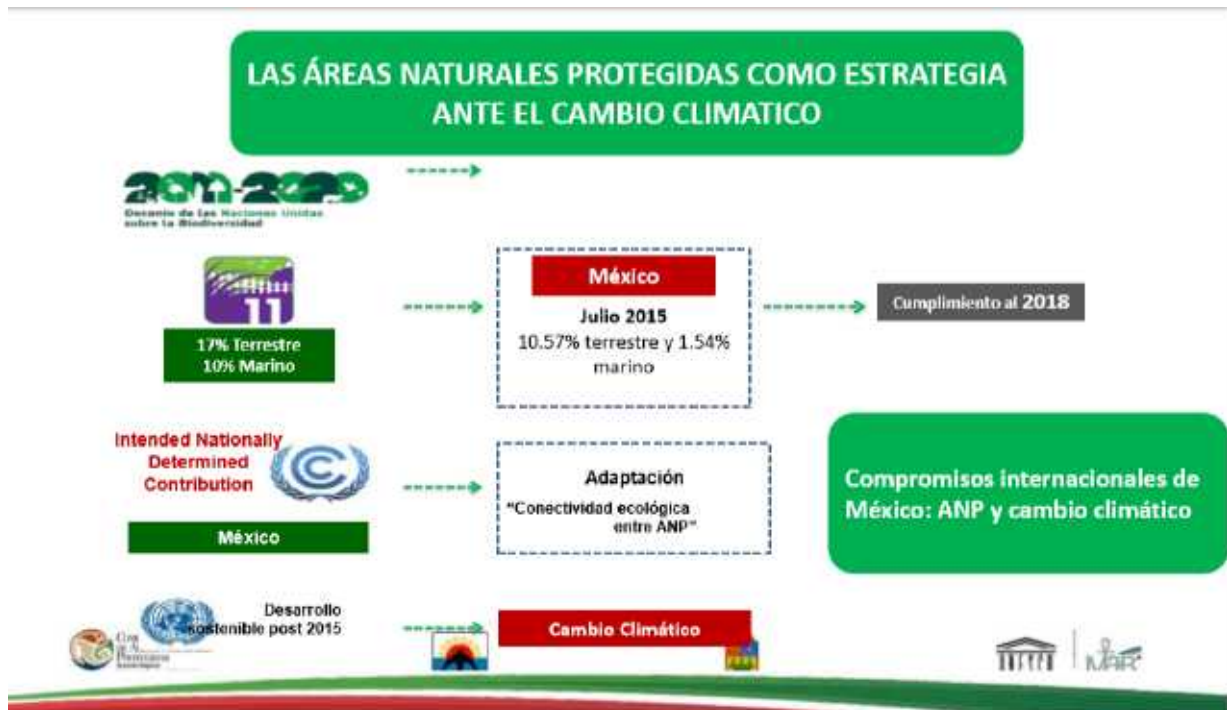 LAS ÁREAS NATURALES PROTEGIDAS COMO ESTRATEGIA
ANTE EL CAMBIO CLIMATICO
2011-2020
Decenio de las Naciones Unidas
sobre la Biodiversidad
11
17% Terrestre
10% Marino
México
Julio 2015
10.57% terrestre y 1.54%
marino
Cumplimiento al 2018
Intended Nationally
Determined
Contribution
México
Adaptación
"Conectividad ecológica
entre ANP"
Compromisos internacionales de
México: ANP y cambio climático
Desarrollo
sostenible post 2015
Cambio Climático